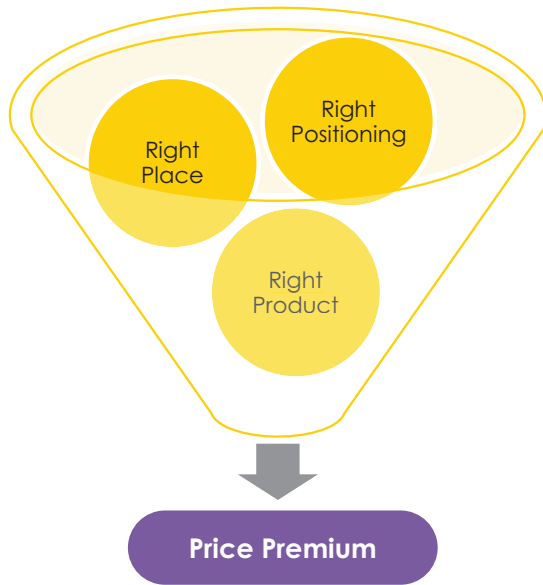 Right
Positioning
Right
Place
Right
Product
Price Premium